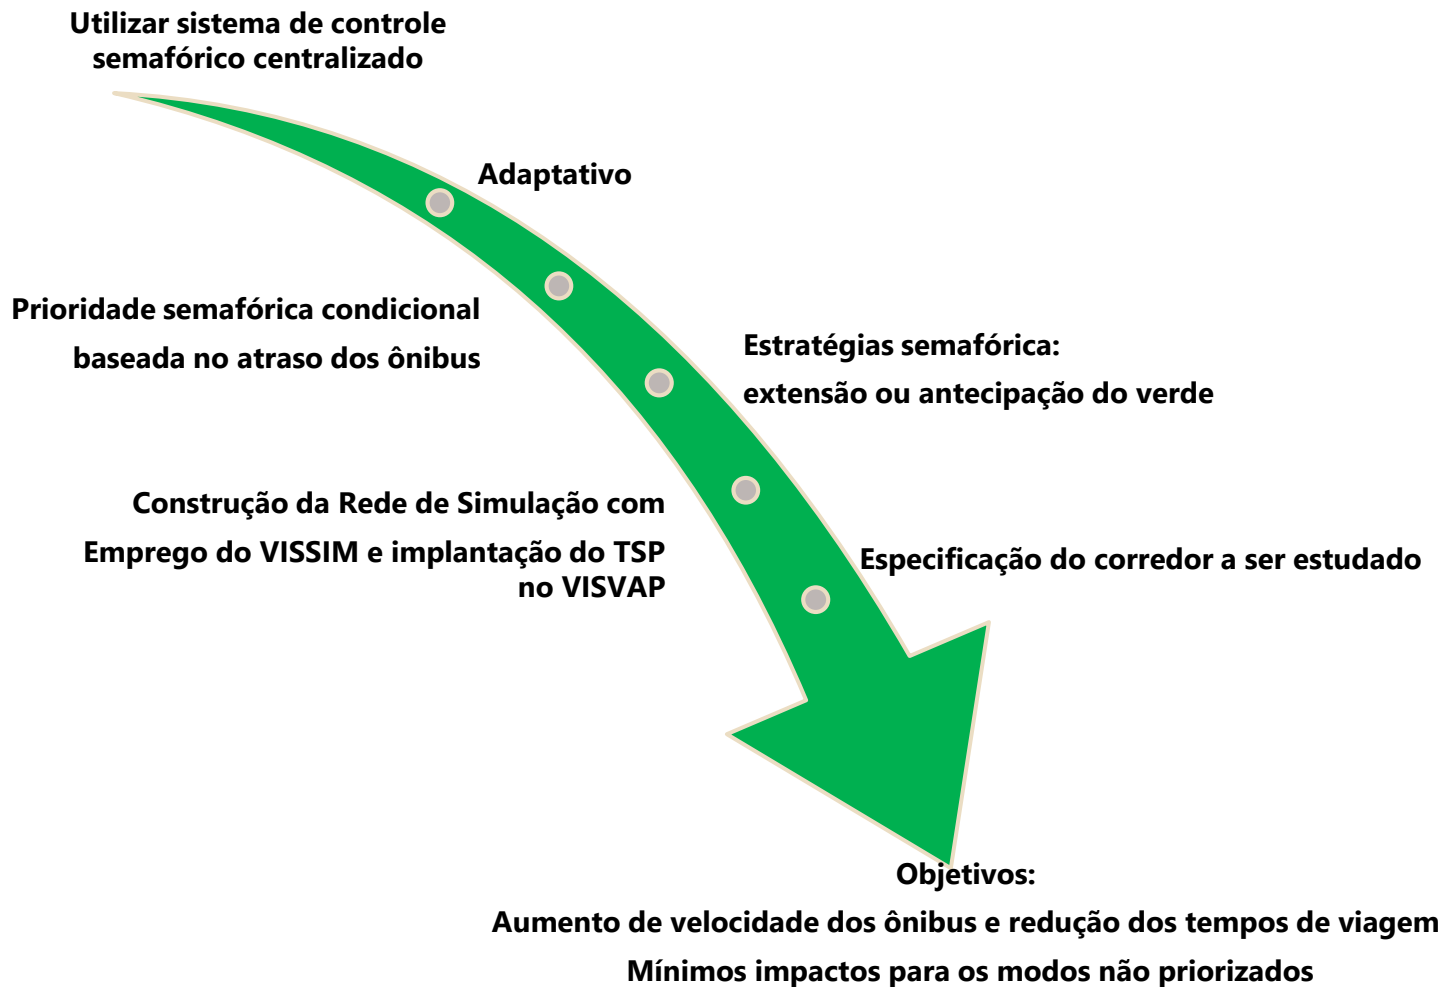 Utilizar sistema de controle
semafórico centralizado
Adaptativo
Prioridade semafórica condicional
baseada no atraso dos ônibus
Estratégias semafórica:
extensão ou antecipação do verde
Construção da Rede de Simulação com
Emprego do VISSIM e implantação do TSP
no VISVAP
Especificação do corredor a ser estudado
Objetivos:
Aumento de velocidade dos ônibus e redução dos tempos de viagem
Mínimos impactos para os modos não priorizados